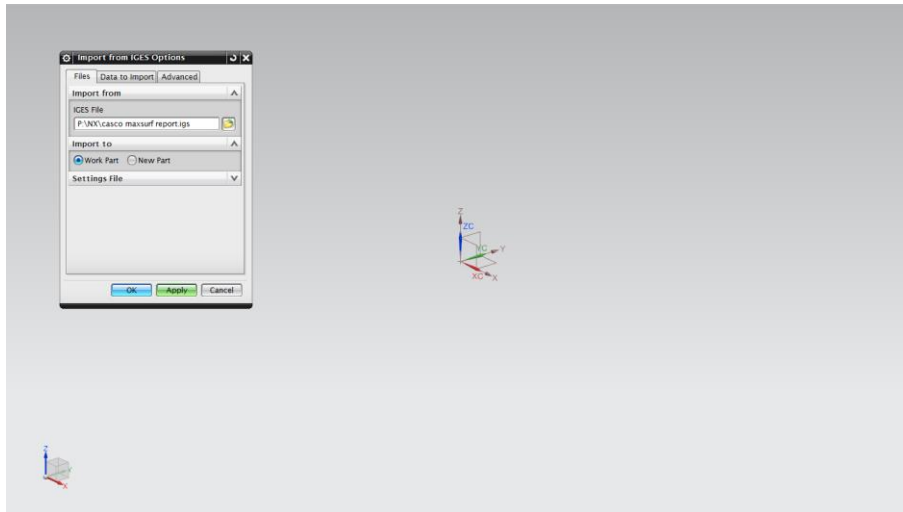 Import from IGES Options
Files Data to Import Advanced
Import from
IGES File
P:\NX\casco maxsurf report.igs
Import to
Work Part New Part
Settings File
OK Apply Cancel
Z
ZC
YC Y
XC X
Z
Y
X